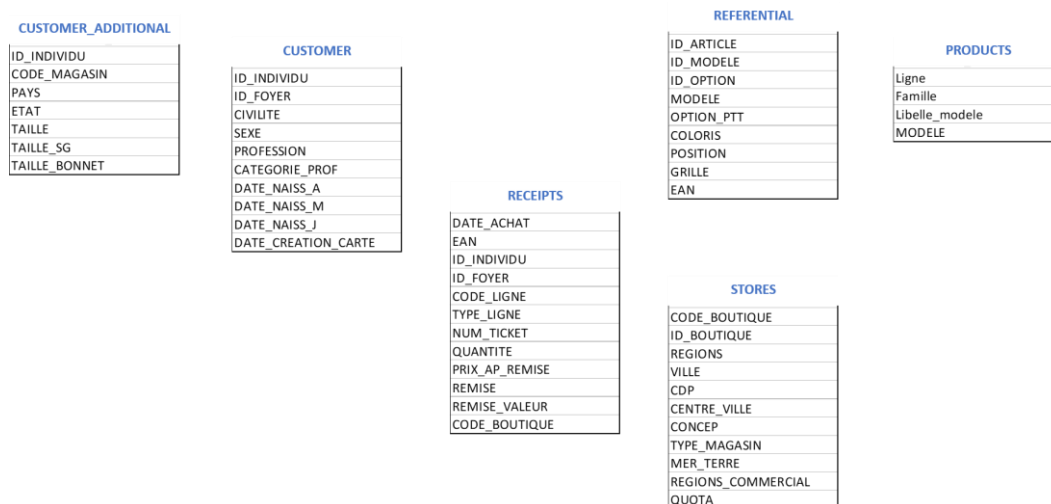 CUSTOMER_ADDITIONAL
ID_INDIVIDU
CODE_MAGASIN
PAYS
ETAT
TAILLE
TAILLE_SG
TAILLE_BONNET
CUSTOMER
ID_INDIVIDU
ID_FOYER
CIVILITE
SEXE
PROFESSION
CATEGORIE_PROF
DATE_NAISS_A
DATE_NAISS_M
DATE_NAISS_J
DATE_CREATION_CARTE
RECEIPTS
DATE_ACHAT
EAN
ID_INDIVIDU
ID_FOYER
CODE_LIGNE
TYPE_LIGNE
NUM_TICKET
QUANTITE
PRIX_AP_REMISE
REMISE
REMISE_VALEUR
CODE_BOUTIQUE
REFERENTIAL
ID_ARTICLE
ID_MODELE
ID_OPTION
MODELE
OPTION_PTT
COLORIS
POSITION
GRILLE
EAN
PRODUCTS
Ligne
Famille
Libelle_modele
MODELE
STORES
CODE_BOUTIQUE
ID_BOUTIQUE
REGIONS
VILLE
CDP
CENTRE_VILLE
CONCEP
TYPE_MAGASIN
MER_TERRE
REGIONS_COMMERCIAL
QUOTA